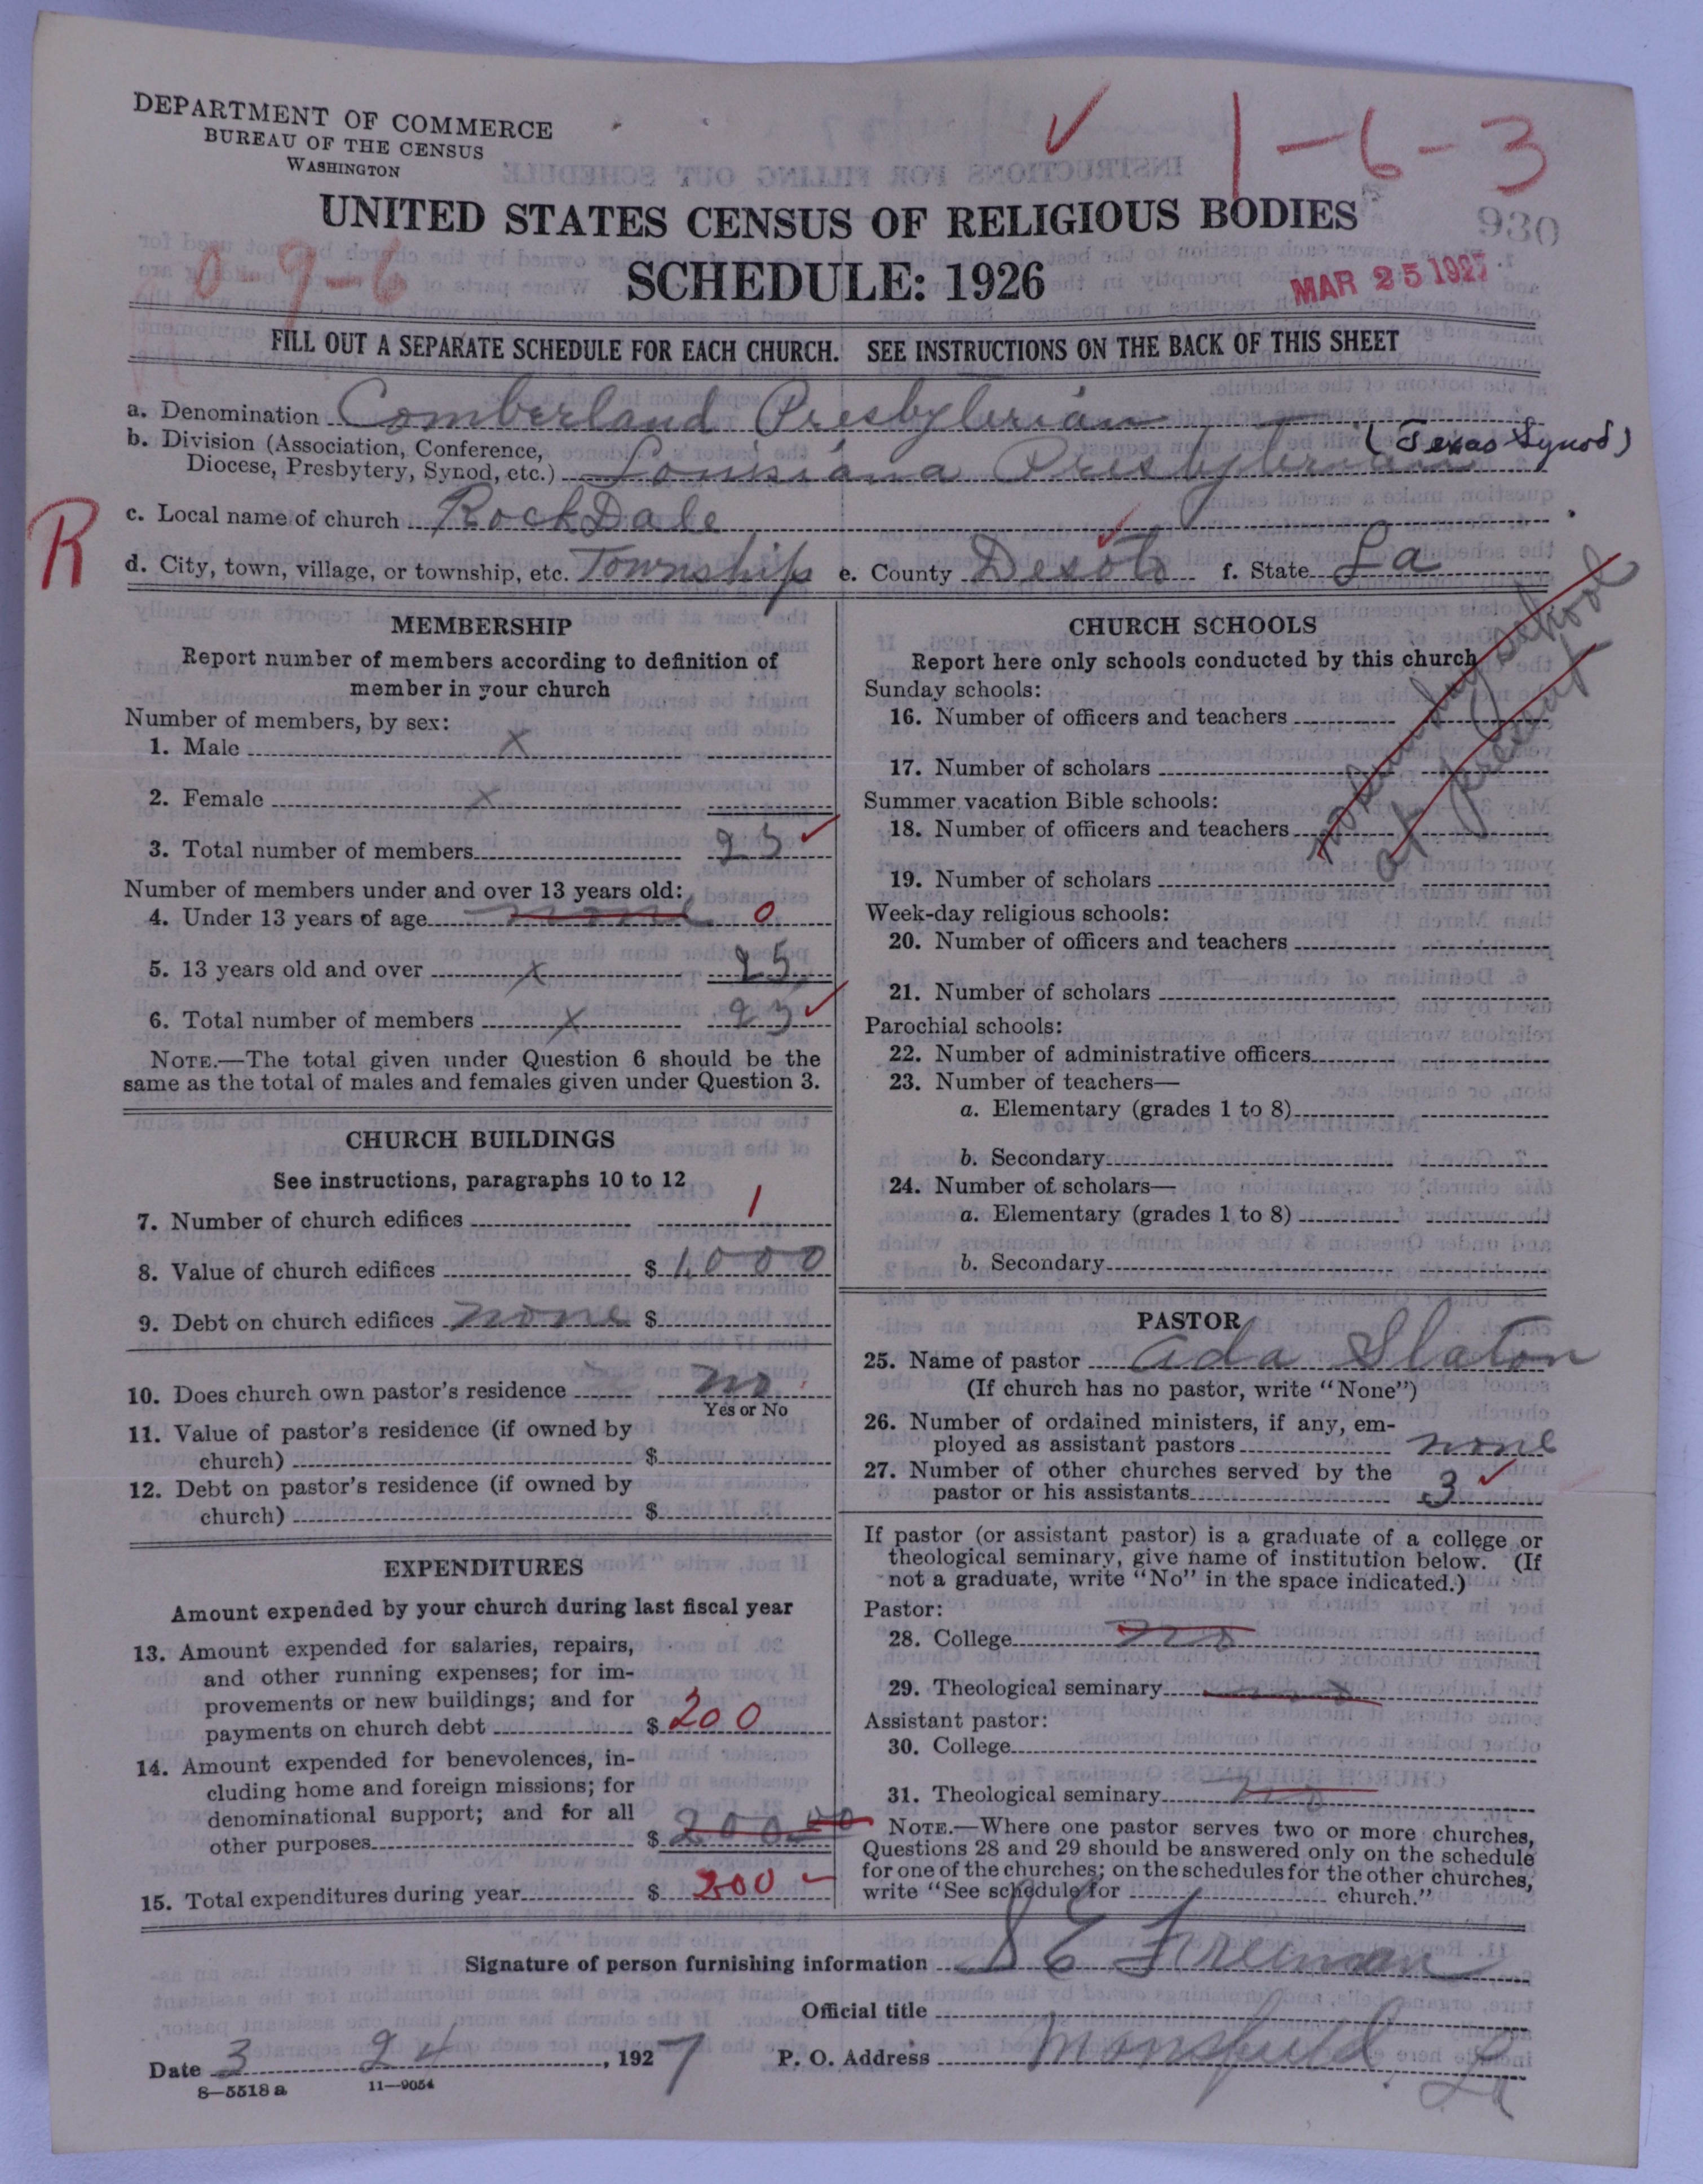 DEPARTMENT OF COMMERCE
BUREAU OF THE CENSUS
WASHINGTON
1-6-3
UNITED STATES CENSUS OF RELIGIOUS BODIES
930
0-9-6
SCHEDULE: 1926
MAR 25 1927
FILL OUT A SEPARATE SCHEDULE FOR EACH CHURCH. SEE INSTRUCTIONS ON THE BACK OF THIS SHEET
a. Denomination Comberland Presbyterian
b. Division (Association, Conference, (Texas Synod)
Diocese, Presbytery, Synod, etc.) Louisiana Presbyterian
R
c. Local name of church RockDale
d. City, town, village, or township, etc. Township e. County Desoto f. State La
MEMBERSHIP
Report number of members according to definition of
member in your church
Number of members, by sex:
1. Male x
2. Female x
3. Total number of members 25
Number of members under and over 13 years old:
4. Under 13 years of age none 0
5. 13 years old and over x 25
6. Total number of members x 25
NOTE.—The total given under Question 6 should be the
same as the total of males and females given under Question 3.
CHURCH BUILDINGS
See instructions, paragraphs 10 to 12
7. Number of church edifices 1
8. Value of church edifices $ 1,000
9. Debt on church edifices none $
10. Does church own pastor's residence no
Yes or No
11. Value of pastor's residence (if owned by
church) $
12. Debt on pastor's residence (if owned by
church) $
EXPENDITURES
Amount expended by your church during last fiscal year
13. Amount expended for salaries, repairs,
and other running expenses; for im-
provements or new buildings; and for
payments on church debt $ 200
14. Amount expended for benevolences, in-
cluding home and foreign missions; for
denominational support; and for all
other purposes $ 200 00
15. Total expenditures during year $ 200
CHURCH SCHOOLS
Report here only schools conducted by this church
no sunday school
at present
Sunday schools:
16. Number of officers and teachers
17. Number of scholars
Summer vacation Bible schools:
18. Number of officers and teachers
19. Number of scholars
Week-day religious schools:
20. Number of officers and teachers
21. Number of scholars
Parochial schools:
22. Number of administrative officers
23. Number of teachers—
a. Elementary (grades 1 to 8)
b. Secondary
24. Number of scholars—
a. Elementary (grades 1 to 8)
b. Secondary
PASTOR
25. Name of pastor Ada Slaton
(If church has no pastor, write "None")
26. Number of ordained ministers, if any, em-
ployed as assistant pastors none
27. Number of other churches served by the
pastor or his assistants 3
If pastor (or assistant pastor) is a graduate of a college or
theological seminary, give name of institution below. (If
not a graduate, write "No" in the space indicated.)
Pastor:
28. College no
29. Theological seminary no
Assistant pastor:
30. College
31. Theological seminary no
NOTE.—Where one pastor serves two or more churches,
Questions 28 and 29 should be answered only on the schedule
for one of the churches; on the schedules for the other churches,
write "See schedule for church."
Signature of person furnishing information S E Freeman
Official title
Date 3 24, 1927 P. O. Address Mansfield
La
8—5518 a 11—9054